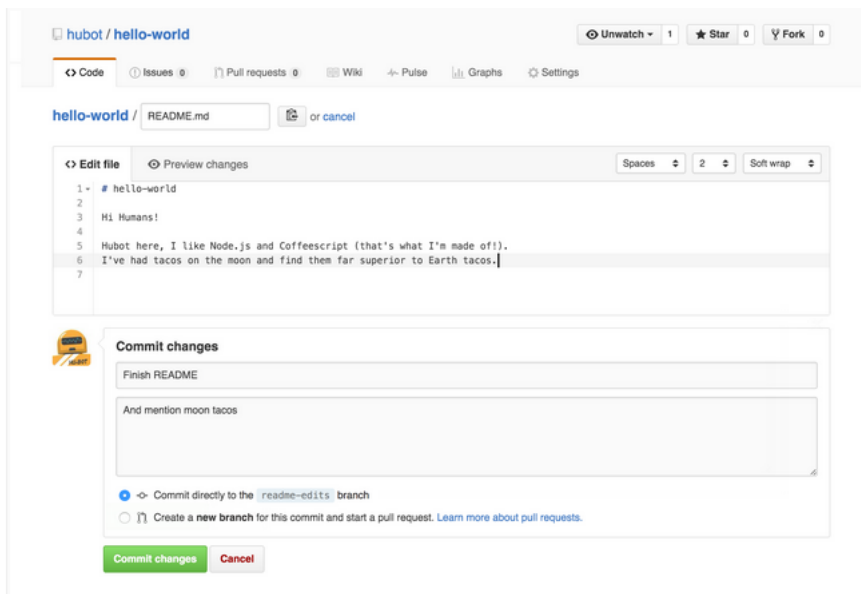 hubot / hello-world
Unwatch 1 Star 0 Fork 0
Code Issues 0 Pull requests 0 Wiki Pulse Graphs Settings
hello-world / README.md or cancel
Edit file Preview changes Spaces 2 Soft wrap
1 # hello-world
2
3 Hi Humans!
4
5 Hubot here, I like Node.js and Coffeescript (that's what I'm made of!).
6 I've had tacos on the moon and find them far superior to Earth tacos.
7
HUBOT
Commit changes
Finish README
And mention moon tacos
Commit directly to the readme-edits branch
Create a new branch for this commit and start a pull request. Learn more about pull requests.
Commit changes Cancel